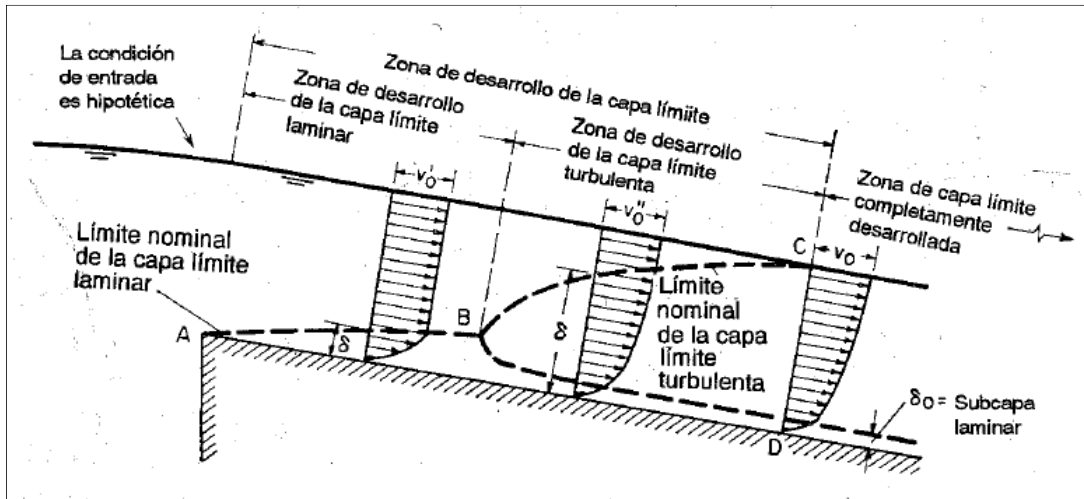 La condición
de entrada
es hipotética
Zona de desarrollo de la capa límiite
Zona de desarrollo
de la capa límite
laminar
Zona de desarrollo
de la capa límite
turbulenta
Zona de capa límite
completamente
desarrollada
v'o
v''o
vo
Límite nominal
de la capa límite
laminar
A
B
C
D
δ
δ
Límite
nominal
de la capa
límite
turbulenta
δo = Subcapa
laminar